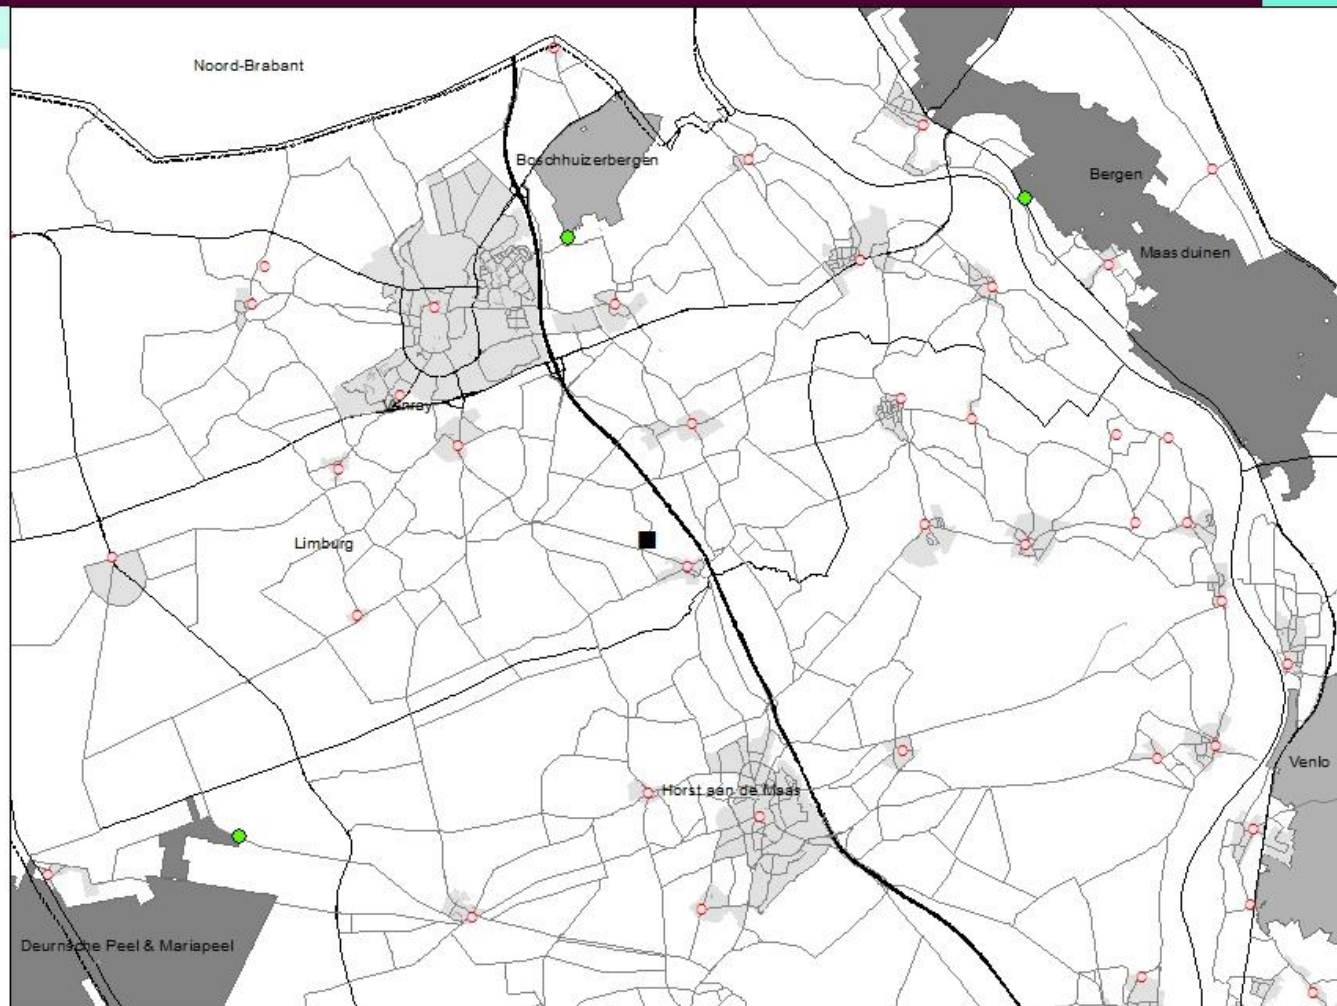 Noord-Brabant
Boschhuizerbergen
Bergen
Maasduinen
Venray
Limburg
Venlo
Horst aan de Maas
Deurnsche Peel & Mariapeel